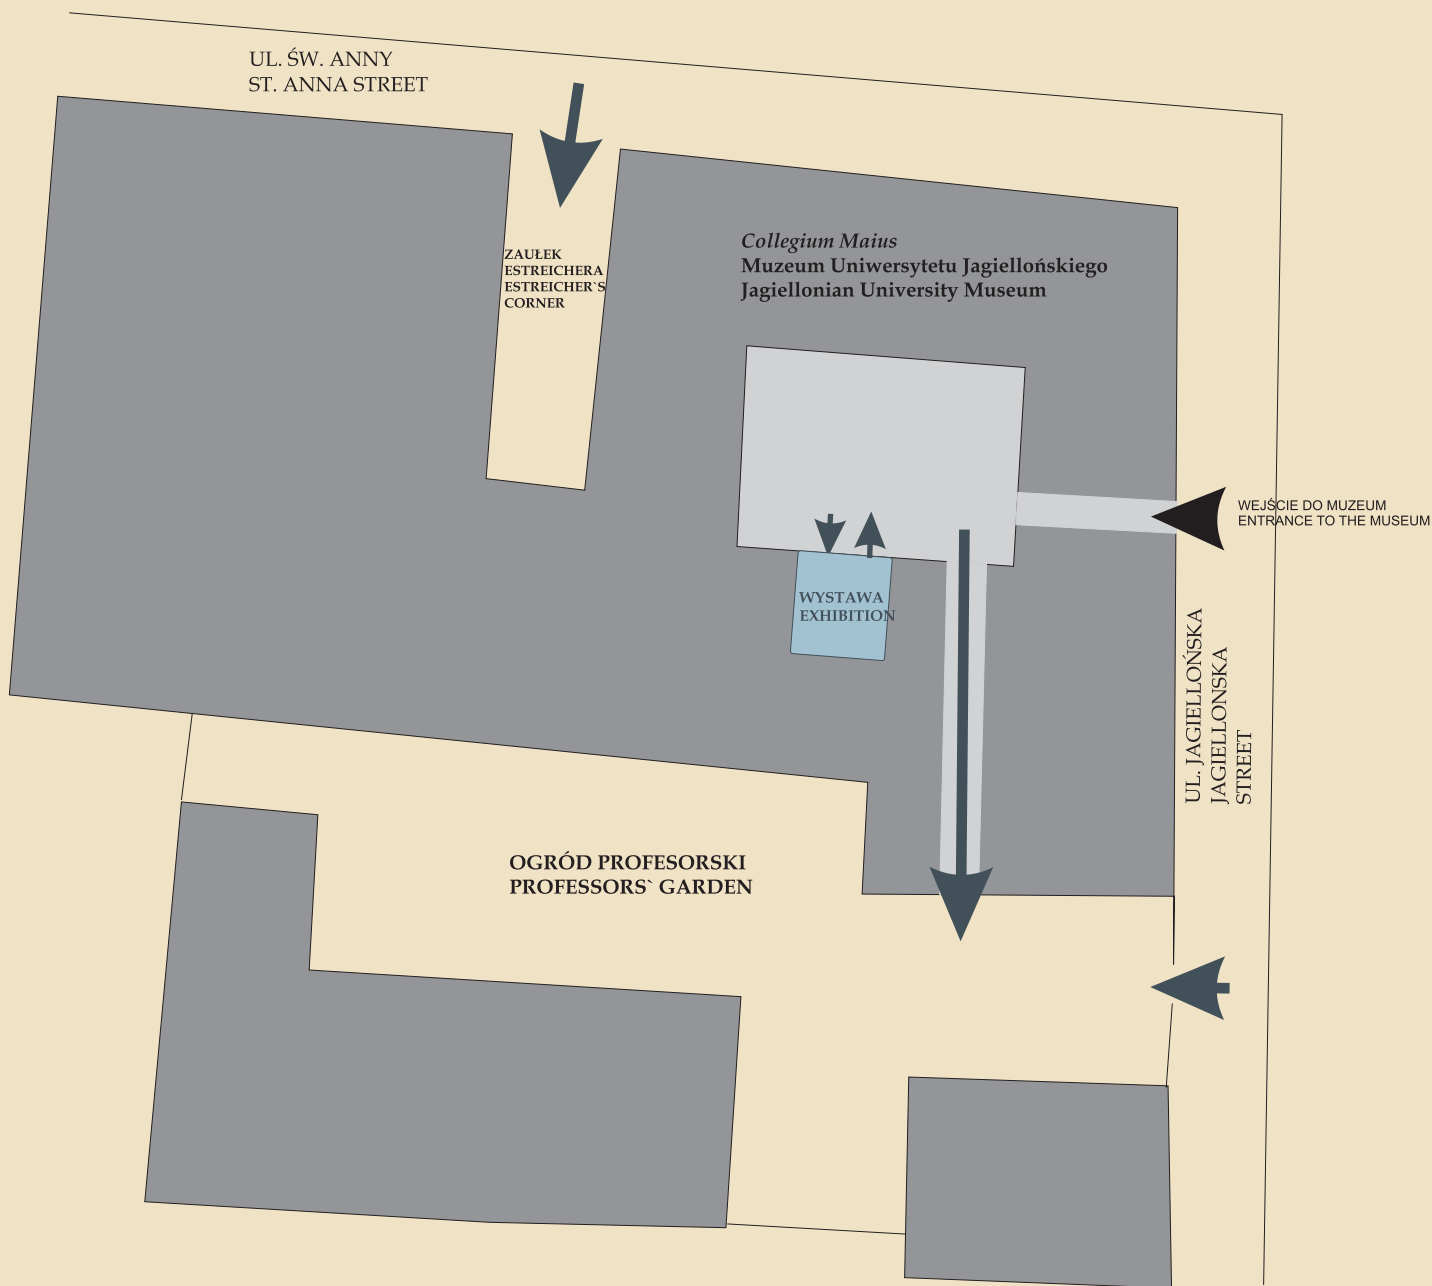 UL. ŚW. ANNY
ST. ANNA STREET
ZAUŁEK
ESTREICHERA
ESTREICHER`S
CORNER
Collegium Maius
Muzeum Uniwersytetu Jagiellońskiego
Jagiellonian University Museum
WEJŚCIE DO MUZEUM
ENTRANCE TO THE MUSEUM
WYSTAWA
EXHIBITION
UL. JAGIELLOŃSKA
JAGIELLONSKA
STREET
OGRÓD PROFESORSKI
PROFESSORS` GARDEN